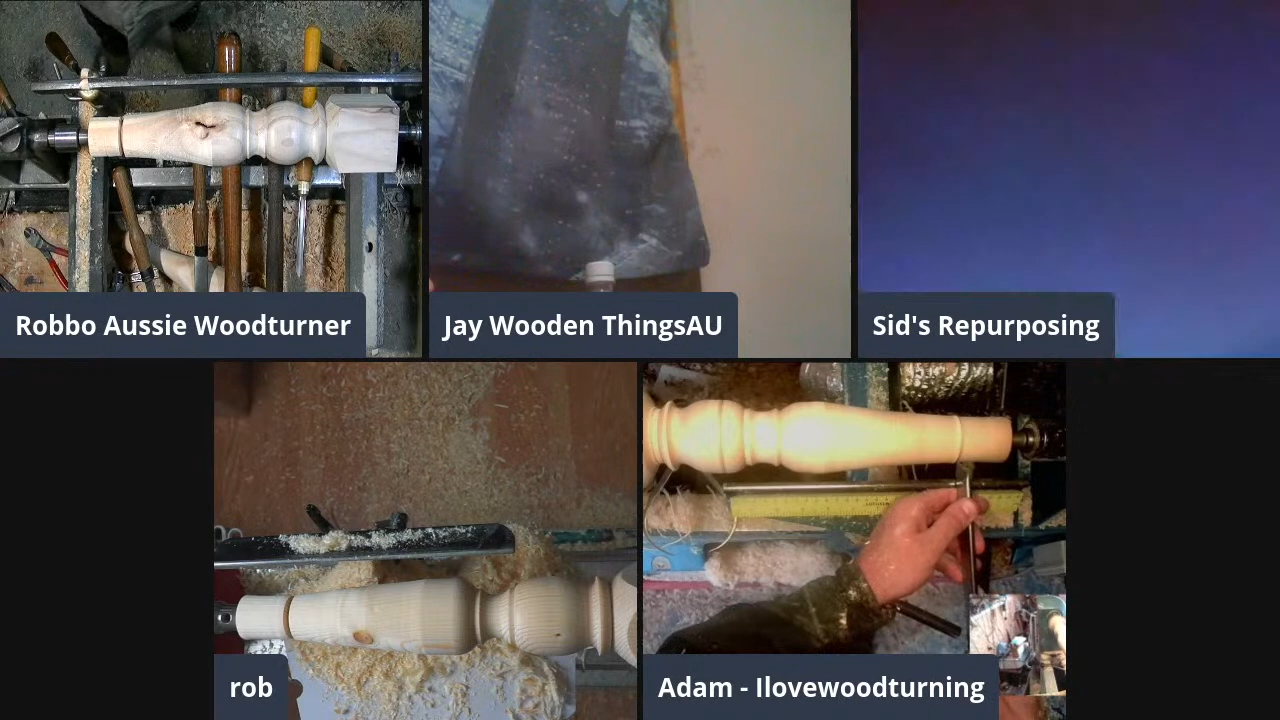 Robbo Aussie Woodturner
Jay Wooden ThingsAU
Sid's Repurposing
rob
Adam - Ilovewoodturning